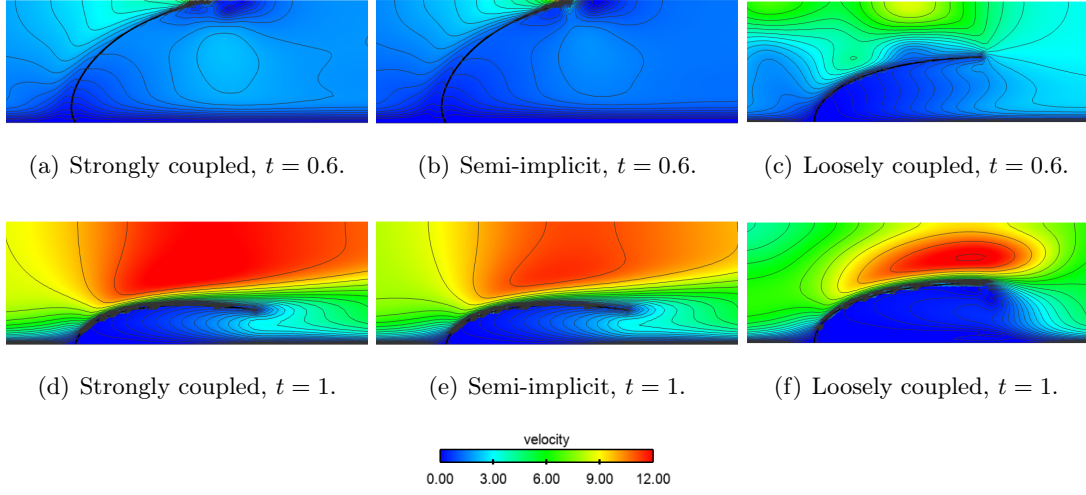 (a) Strongly coupled, t = 0.6.
(b) Semi-implicit, t = 0.6.
(c) Loosely coupled, t = 0.6.
(d) Strongly coupled, t = 1.
(e) Semi-implicit, t = 1.
(f) Loosely coupled, t = 1.
velocity
0.00 3.00 6.00 9.00 12.00